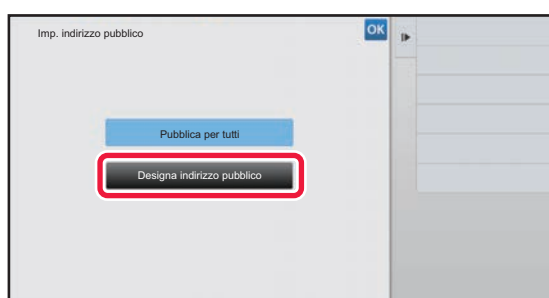 Imp. indirizzo pubblico
OK
Pubblica per tutti
Designa indirizzo pubblico